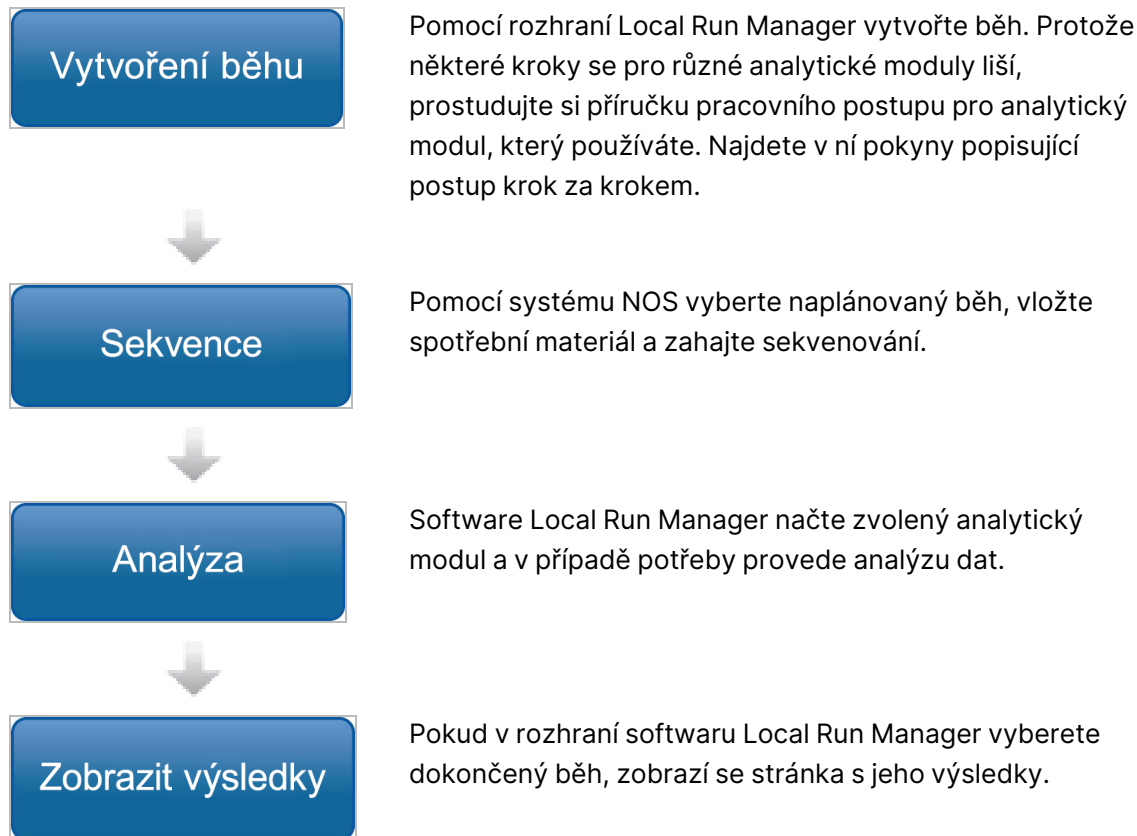 Vytvoření běhu
Pomocí rozhraní Local Run Manager vytvořte běh. Protože
některé kroky se pro různé analytické moduly liší,
prostudujte si příručku pracovního postupu pro analytický
modul, který používáte. Najdete v ní pokyny popisující
postup krok za krokem.
Sekvence
Pomocí systému NOS vyberte naplánovaný běh, vložte
spotřební materiál a zahajte sekvenování.
Analýza
Software Local Run Manager načte zvolený analytický
modul a v případě potřeby provede analýzu dat.
Zobrazit výsledky
Pokud v rozhraní softwaru Local Run Manager vyberete
dokončený běh, zobrazí se stránka s jeho výsledky.